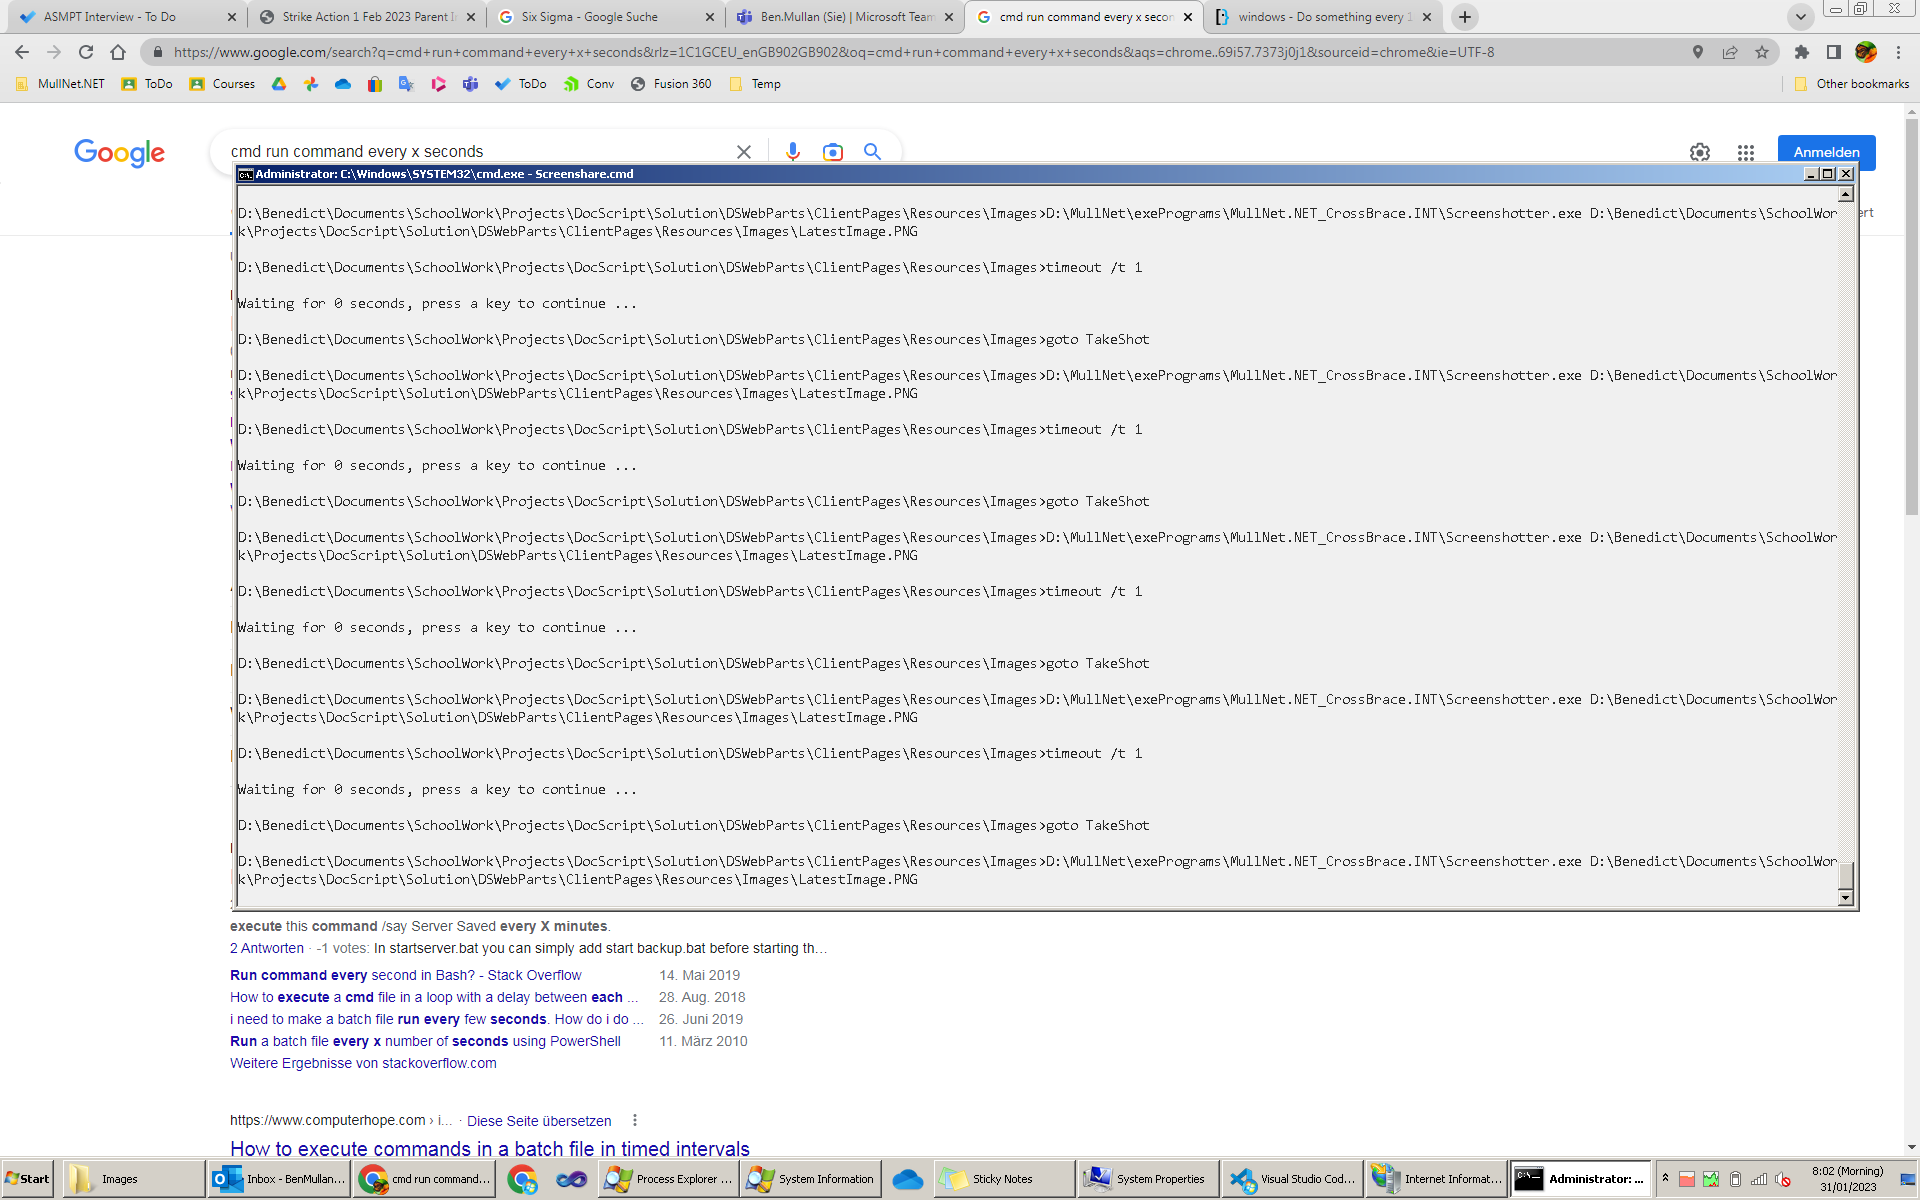 ASMPT Interview - To Do
Strike Action 1 Feb 2023 Parent I
Six Sigma - Google Suche
Ben.Mullan (Sie) | Microsoft Team
cmd run command every x secon
windows - Do something every 1
https://www.google.com/search?q=cmd+run+command+every+x+seconds&rlz=1C1GCEU_enGB902GB902&oq=cmd+run+command+every+x+seconds&aqs=chrome..69i57.7373j0j1&sourceid=chrome&ie=UTF-8
MullNet.NET
ToDo
Courses
ToDo
Conv
Fusion 360
Temp
Other bookmarks
Google
cmd run command every x seconds
Anmelden
Administrator: C:\Windows\SYSTEM32\cmd.exe - Screenshare.cmd
D:\Benedict\Documents\SchoolWork\Projects\DocScript\Solution\DSWebParts\ClientPages\Resources\Images>D:\MullNet\exePrograms\MullNet.NET_CrossBrace.INT\Screenshotter.exe D:\Benedict\Documents\SchoolWor
k\Projects\DocScript\Solution\DSWebParts\ClientPages\Resources\Images\LatestImage.PNG
D:\Benedict\Documents\SchoolWork\Projects\DocScript\Solution\DSWebParts\ClientPages\Resources\Images>timeout /t 1
Waiting for 0 seconds, press a key to continue ...
D:\Benedict\Documents\SchoolWork\Projects\DocScript\Solution\DSWebParts\ClientPages\Resources\Images>goto TakeShot
D:\Benedict\Documents\SchoolWork\Projects\DocScript\Solution\DSWebParts\ClientPages\Resources\Images>D:\MullNet\exePrograms\MullNet.NET_CrossBrace.INT\Screenshotter.exe D:\Benedict\Documents\SchoolWor
k\Projects\DocScript\Solution\DSWebParts\ClientPages\Resources\Images\LatestImage.PNG
D:\Benedict\Documents\SchoolWork\Projects\DocScript\Solution\DSWebParts\ClientPages\Resources\Images>timeout /t 1
Waiting for 0 seconds, press a key to continue ...
D:\Benedict\Documents\SchoolWork\Projects\DocScript\Solution\DSWebParts\ClientPages\Resources\Images>goto TakeShot
D:\Benedict\Documents\SchoolWork\Projects\DocScript\Solution\DSWebParts\ClientPages\Resources\Images>D:\MullNet\exePrograms\MullNet.NET_CrossBrace.INT\Screenshotter.exe D:\Benedict\Documents\SchoolWor
k\Projects\DocScript\Solution\DSWebParts\ClientPages\Resources\Images\LatestImage.PNG
D:\Benedict\Documents\SchoolWork\Projects\DocScript\Solution\DSWebParts\ClientPages\Resources\Images>timeout /t 1
Waiting for 0 seconds, press a key to continue ...
D:\Benedict\Documents\SchoolWork\Projects\DocScript\Solution\DSWebParts\ClientPages\Resources\Images>goto TakeShot
D:\Benedict\Documents\SchoolWork\Projects\DocScript\Solution\DSWebParts\ClientPages\Resources\Images>D:\MullNet\exePrograms\MullNet.NET_CrossBrace.INT\Screenshotter.exe D:\Benedict\Documents\SchoolWor
k\Projects\DocScript\Solution\DSWebParts\ClientPages\Resources\Images\LatestImage.PNG
D:\Benedict\Documents\SchoolWork\Projects\DocScript\Solution\DSWebParts\ClientPages\Resources\Images>timeout /t 1
Waiting for 0 seconds, press a key to continue ...
D:\Benedict\Documents\SchoolWork\Projects\DocScript\Solution\DSWebParts\ClientPages\Resources\Images>goto TakeShot
D:\Benedict\Documents\SchoolWork\Projects\DocScript\Solution\DSWebParts\ClientPages\Resources\Images>D:\MullNet\exePrograms\MullNet.NET_CrossBrace.INT\Screenshotter.exe D:\Benedict\Documents\SchoolWor
k\Projects\DocScript\Solution\DSWebParts\ClientPages\Resources\Images\LatestImage.PNG
execute this command /say Server Saved every X minutes.
2 Antworten · -1 votes: In startserver.bat you can simply add start backup.bat before starting th...
Run command every second in Bash? - Stack Overflow 14. Mai 2019
How to execute a cmd file in a loop with a delay between each ... 28. Aug. 2018
i need to make a batch file run every few seconds. How do i do ... 26. Juni 2019
Run a batch file every x number of seconds using PowerShell 11. März 2010
Weitere Ergebnisse von stackoverflow.com
https://www.computerhope.com › i... · Diese Seite übersetzen
How to execute commands in a batch file in timed intervals
Start
Images
Inbox - BenMullan...
cmd run command...
Process Explorer ...
System Information
Sticky Notes
System Properties
Visual Studio Cod...
Internet Informat...
Administrator: ...
8:02 (Morning)
31/01/2023